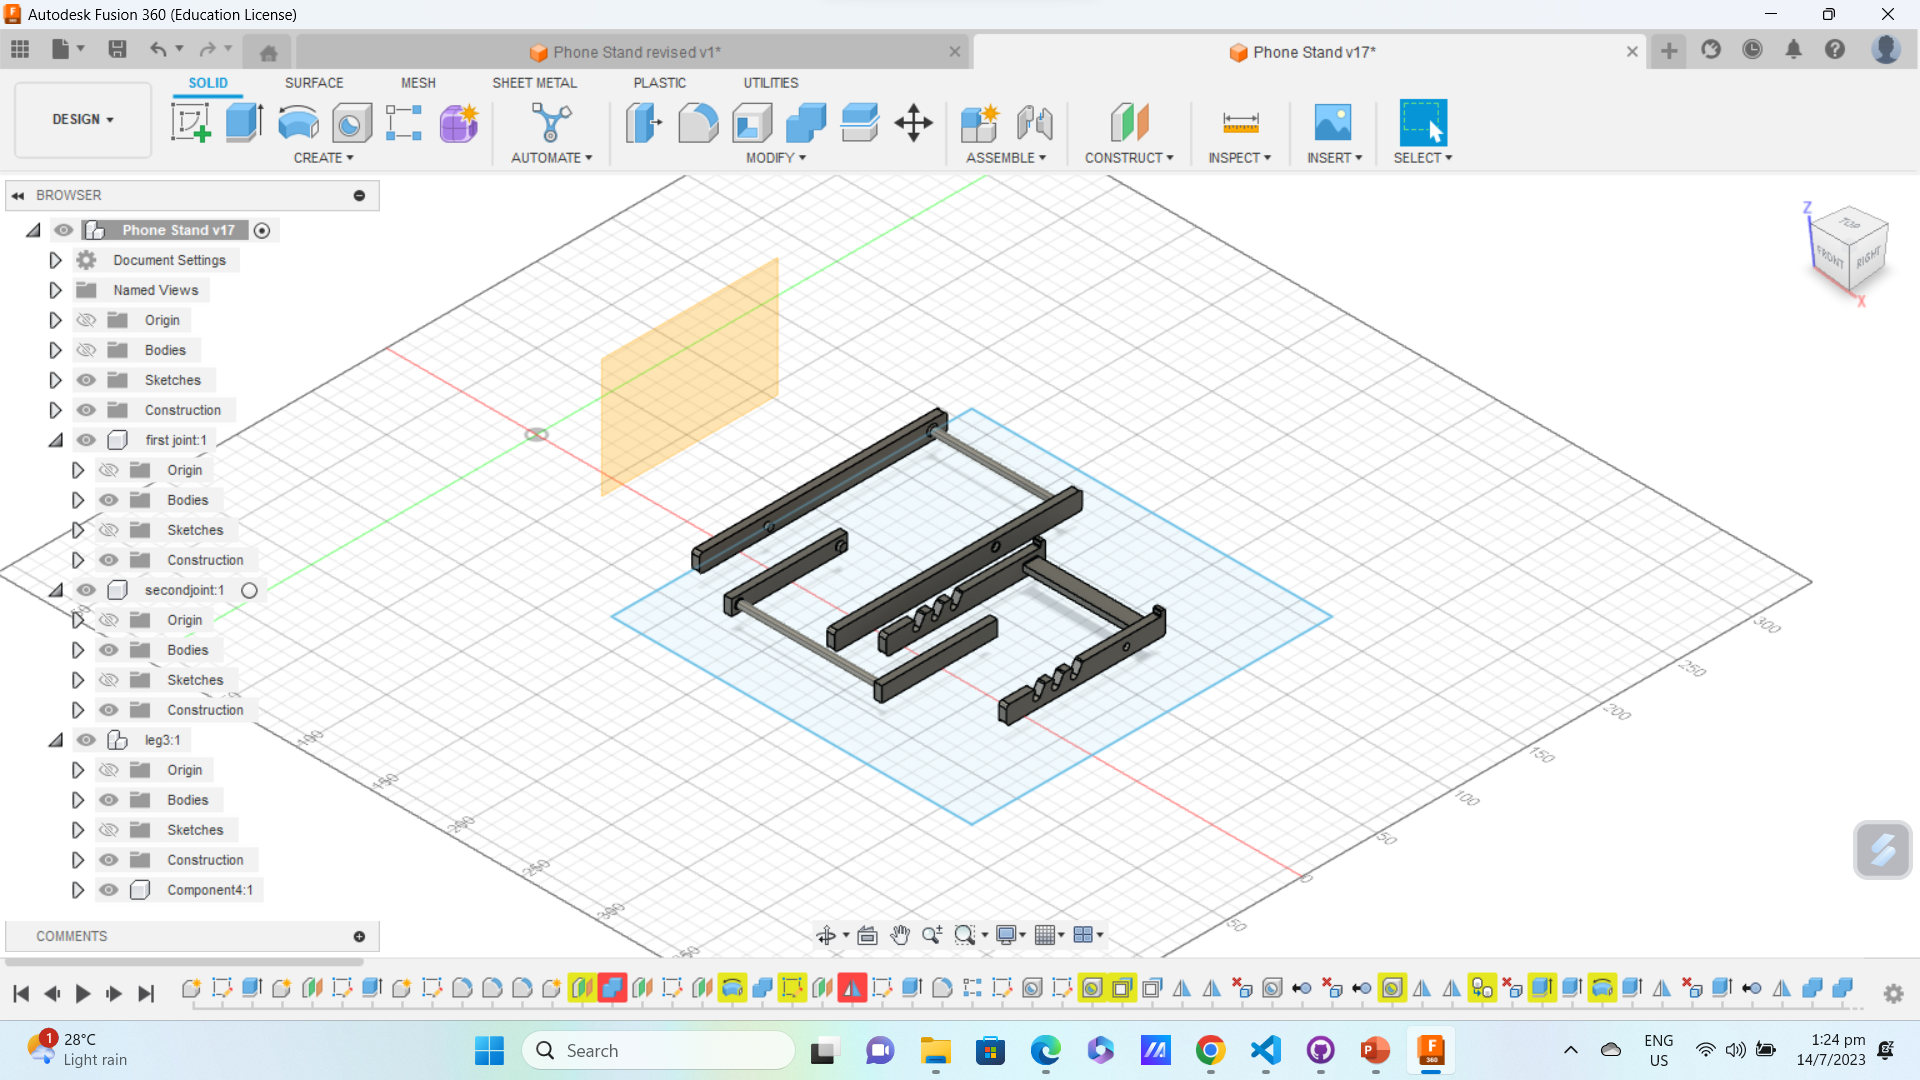 Autodesk Fusion 360 (Education License)
Phone Stand revised v1*
Phone Stand v17*
SOLID SURFACE MESH SHEET METAL PLASTIC UTILITIES
DESIGN
CREATE AUTOMATE MODIFY ASSEMBLE CONSTRUCT INSPECT INSERT SELECT
BROWSER
Phone Stand v17
Document Settings
Named Views
Origin
Bodies
Sketches
Construction
first joint:1
Origin
Bodies
Sketches
Construction
secondjoint:1
Origin
Bodies
Sketches
Construction
leg3:1
Origin
Bodies
Sketches
Construction
Component4:1
COMMENTS
Z
TOP
FRONT
RIGHT
X
300
250
200
150
100
50
0
50
100
150
200
250
300
1
28°C
Light rain
Search
F
360
ENG
US
1:24 pm
14/7/2023